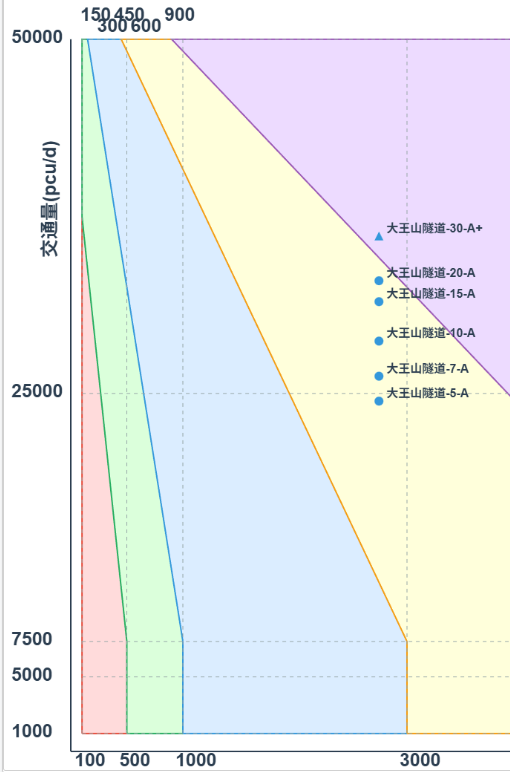 150 450 900
300 600
50000
交通量(pcu/d)
大王山隧道-30-A+
大王山隧道-20-A
大王山隧道-15-A
大王山隧道-10-A
大王山隧道-7-A
25000
大王山隧道-5-A
7500
5000
1000
100 500 1000 3000